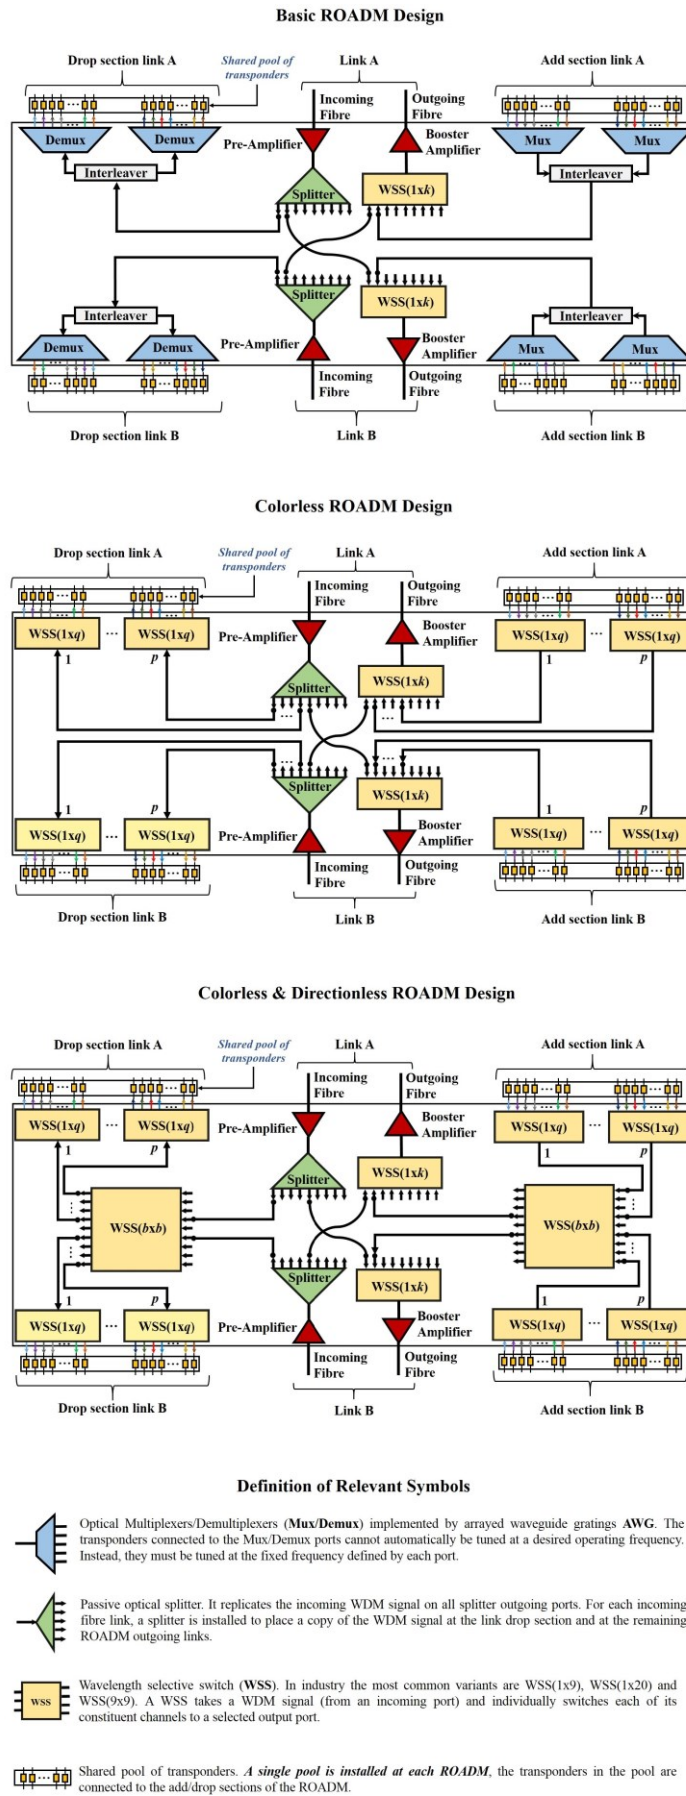 Basic ROADM Design
Drop section link A
Shared pool of
transponders
Link A
Add section link A
Incoming
Fibre
Outgoing
Fibre
Demux
Demux
Pre-Amplifier
Booster
Amplifier
Mux
Mux
Interleaver
Splitter
WSS(1xk)
Interleaver
Interleaver
Splitter
WSS(1xk)
Interleaver
Demux
Demux
Pre-Amplifier
Booster
Amplifier
Mux
Mux
Incoming
Fibre
Outgoing
Fibre
Drop section link B
Link B
Add section link B
Colorless ROADM Design
Drop section link A
Shared pool of
transponders
Link A
Add section link A
Incoming
Fibre
Outgoing
Fibre
WSS(1xq)
...
WSS(1xq)
Pre-Amplifier
Booster
Amplifier
WSS(1xq)
...
WSS(1xq)
1
p
Splitter
WSS(1xk)
1
p
1
p
Splitter
WSS(1xk)
1
p
WSS(1xq)
...
WSS(1xq)
Pre-Amplifier
Booster
Amplifier
WSS(1xq)
...
WSS(1xq)
Incoming
Fibre
Outgoing
Fibre
Drop section link B
Link B
Add section link B
Colorless & Directionless ROADM Design
Drop section link A
Shared pool of
transponders
Link A
Add section link A
Incoming
Fibre
Outgoing
Fibre
WSS(1xq)
...
WSS(1xq)
Pre-Amplifier
Booster
Amplifier
WSS(1xq)
...
WSS(1xq)
1
p
Splitter
WSS(1xk)
1
p
WSS(bxb)
WSS(bxb)
1
p
Splitter
WSS(1xk)
1
p
WSS(1xq)
...
WSS(1xq)
Pre-Amplifier
Booster
Amplifier
WSS(1xq)
...
WSS(1xq)
Incoming
Fibre
Outgoing
Fibre
Drop section link B
Link B
Add section link B
Definition of Relevant Symbols
Optical Multiplexers/Demultiplexers (Mux/Demux) implemented by arrayed waveguide gratings AWG. The
transponders connected to the Mux/Demux ports cannot automatically be tuned at a desired operating frequency.
Instead, they must be tuned at the fixed frequency defined by each port.
Passive optical splitter. It replicates the incoming WDM signal on all splitter outgoing ports. For each incoming
fibre link, a splitter is installed to place a copy of the WDM signal at the link drop section and at the remaining
ROADM outgoing links.
WSS
Wavelength selective switch (WSS). In industry the most common variants are WSS(1x9), WSS(1x20) and
WSS(9x9). A WSS takes a WDM signal (from an incoming port) and individually switches each of its
constituent channels to a selected output port.
Shared pool of transponders. A single pool is installed at each ROADM, the transponders in the pool are
connected to the add/drop sections of the ROADM.